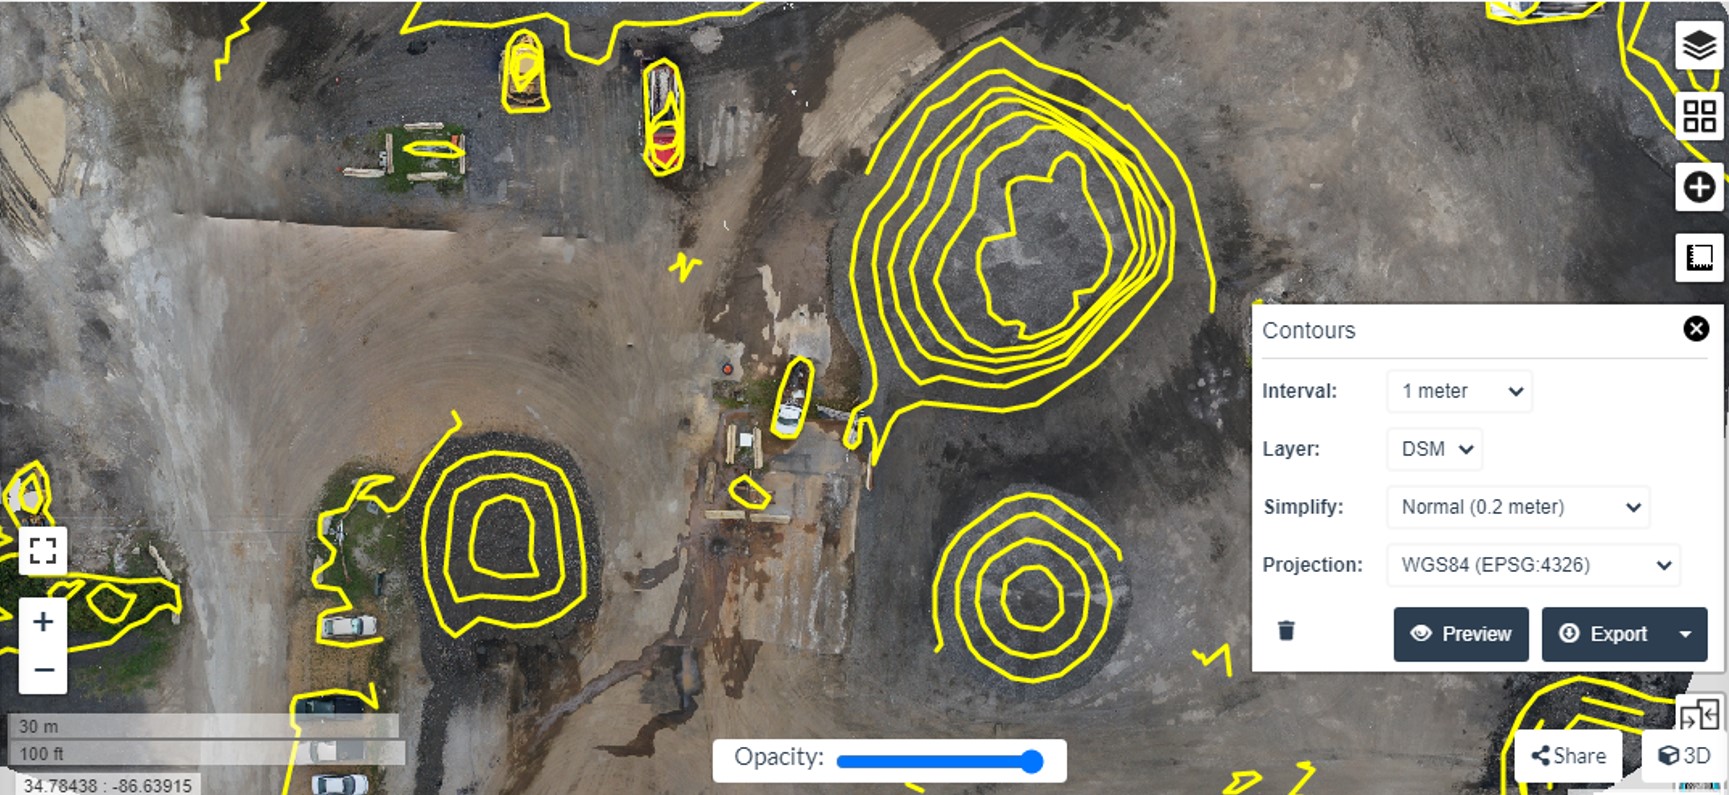 Contours
Interval: 1 meter
Layer: DSM
Simplify: Normal (0.2 meter)
Projection: WGS84 (EPSG:4326)
Preview Export
30 m
100 ft
Opacity:
Share 3D
34.78438 : -86.63915